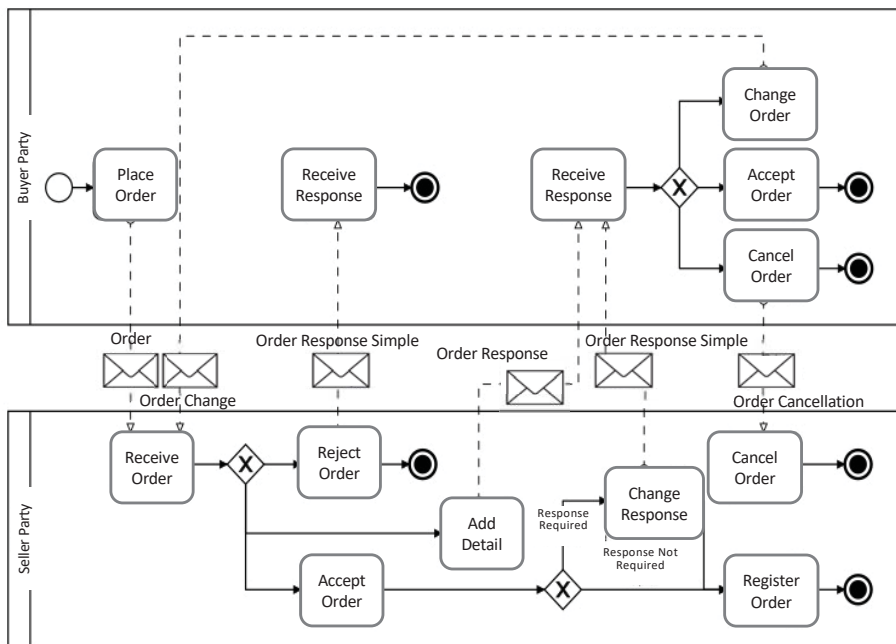 Buyer Party
Change
Order
Place
Order
Receive
Response
Receive
Response
Accept
Order
Cancel
Order
Order
Order Response Simple
Order Response
Order Response Simple
Order Change
Order Cancellation
Seller Party
Receive
Order
X
Reject
Order
Cancel
Order
Add
Detail
Response
Required
Change
Response
Response Not
Required
Accept
Order
X
Register
Order
X